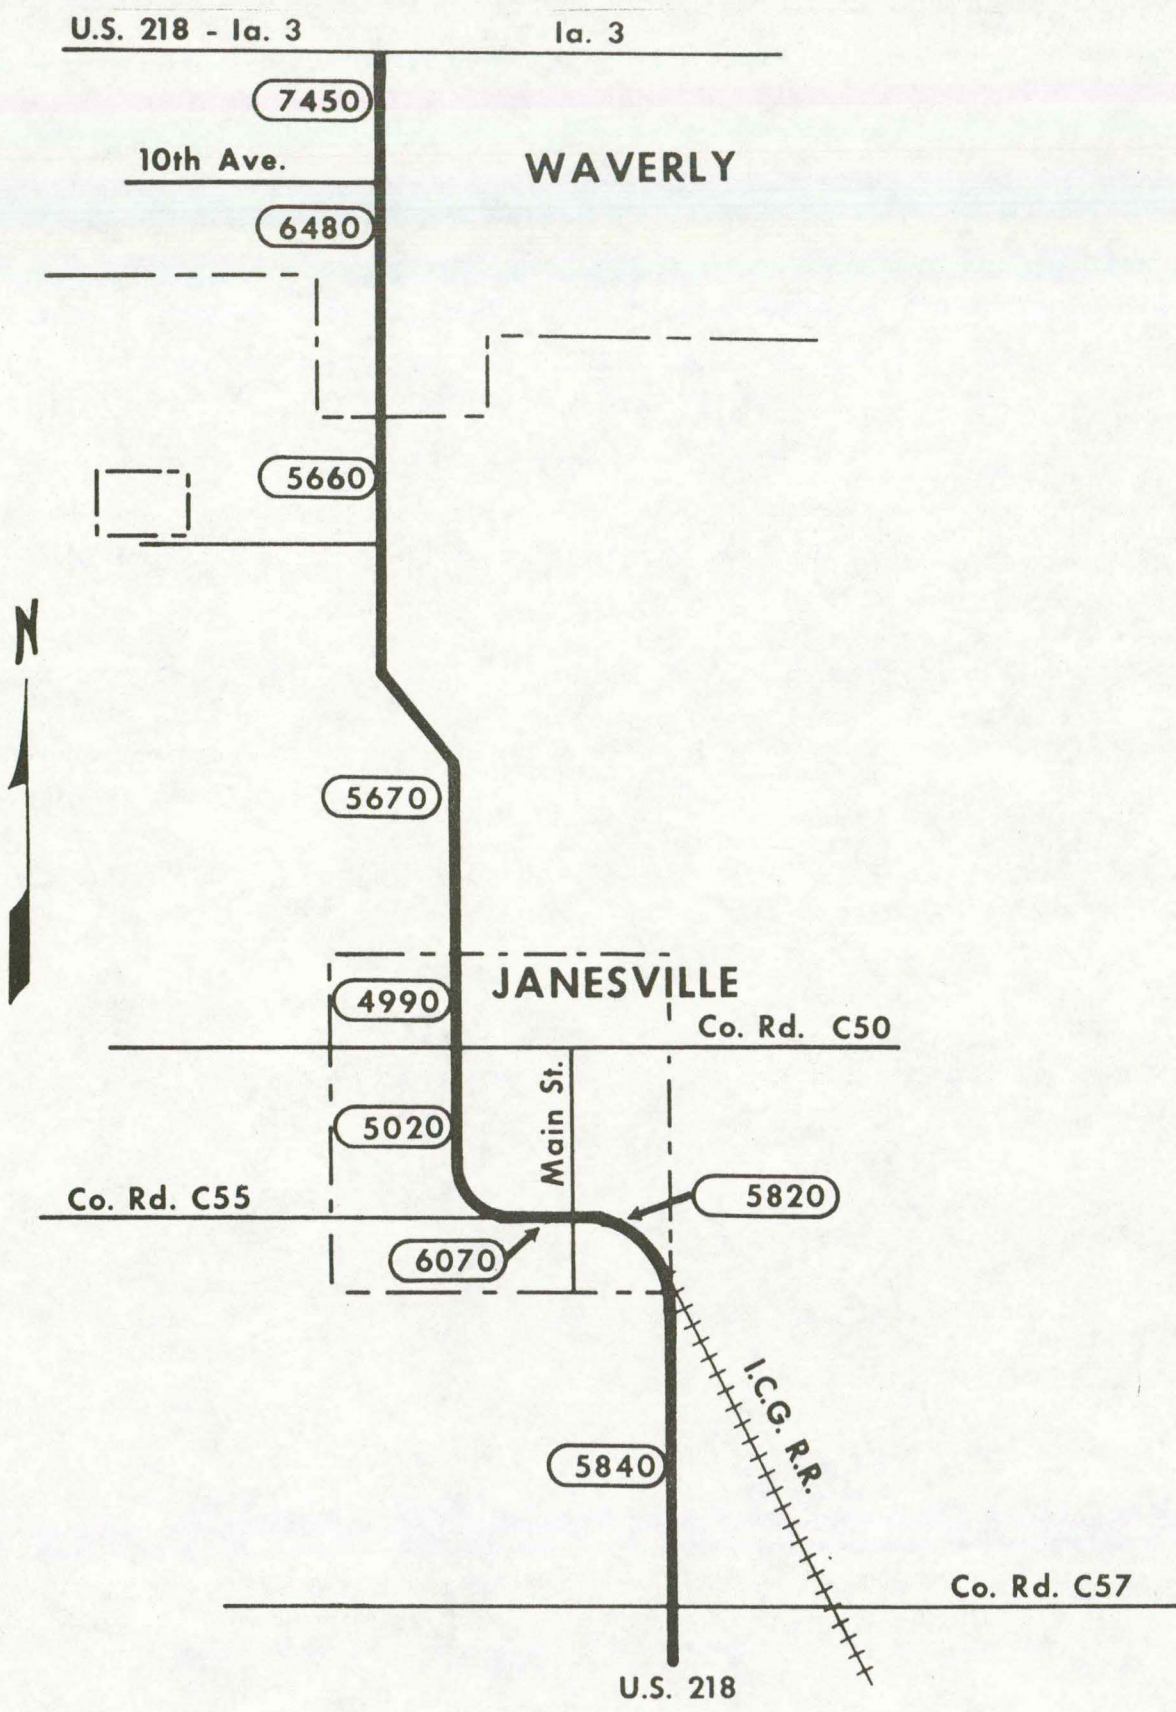 U.S. 218 - Ia. 3
Ia. 3
7450
10th Ave.
WAVERLY
6480
5660
N
5670
JANESVILLE
4990
Co. Rd. C50
Main St.
5020
Co. Rd. C55
5820
6070
I.C.G. R.R.
5840
Co. Rd. C57
U.S. 218